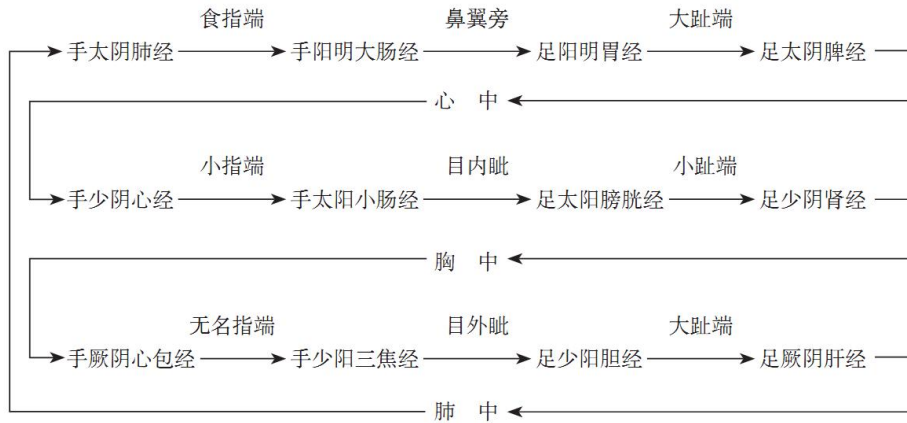 食指端 鼻翼旁 大趾端
手太阴肺经 手阳明大肠经 足阳明胃经 足太阴脾经
心 中
小指端 目内眦 小趾端
手少阴心经 手太阳小肠经 足太阳膀胱经 足少阴肾经
胸 中
无名指端 目外眦 大趾端
手厥阴心包经 手少阳三焦经 足少阳胆经 足厥阴肝经
肺 中